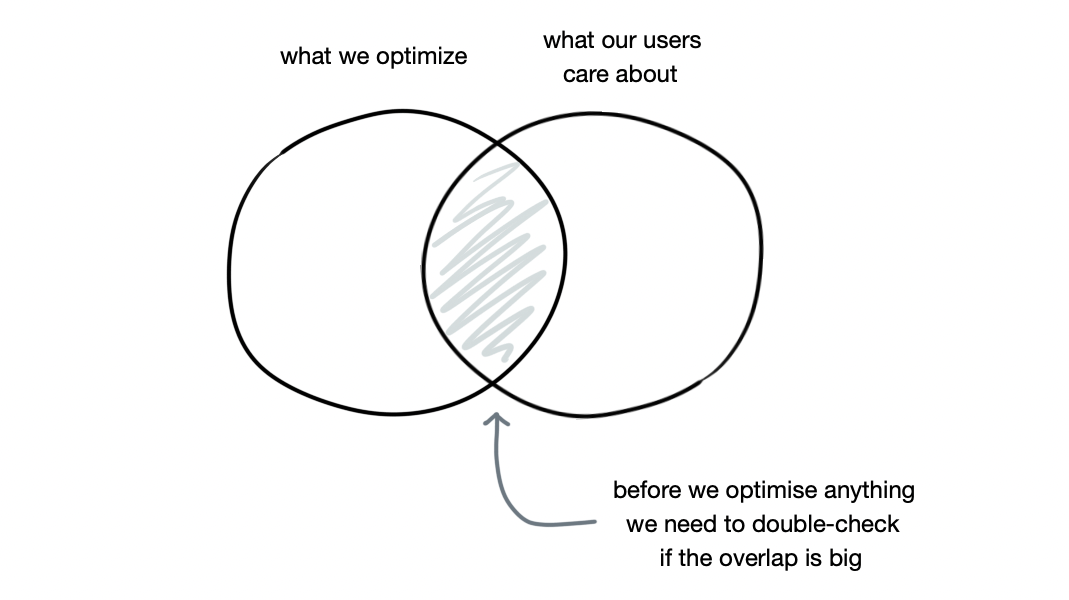 what we optimize
what our users
care about
before we optimise anything
we need to double-check
if the overlap is big